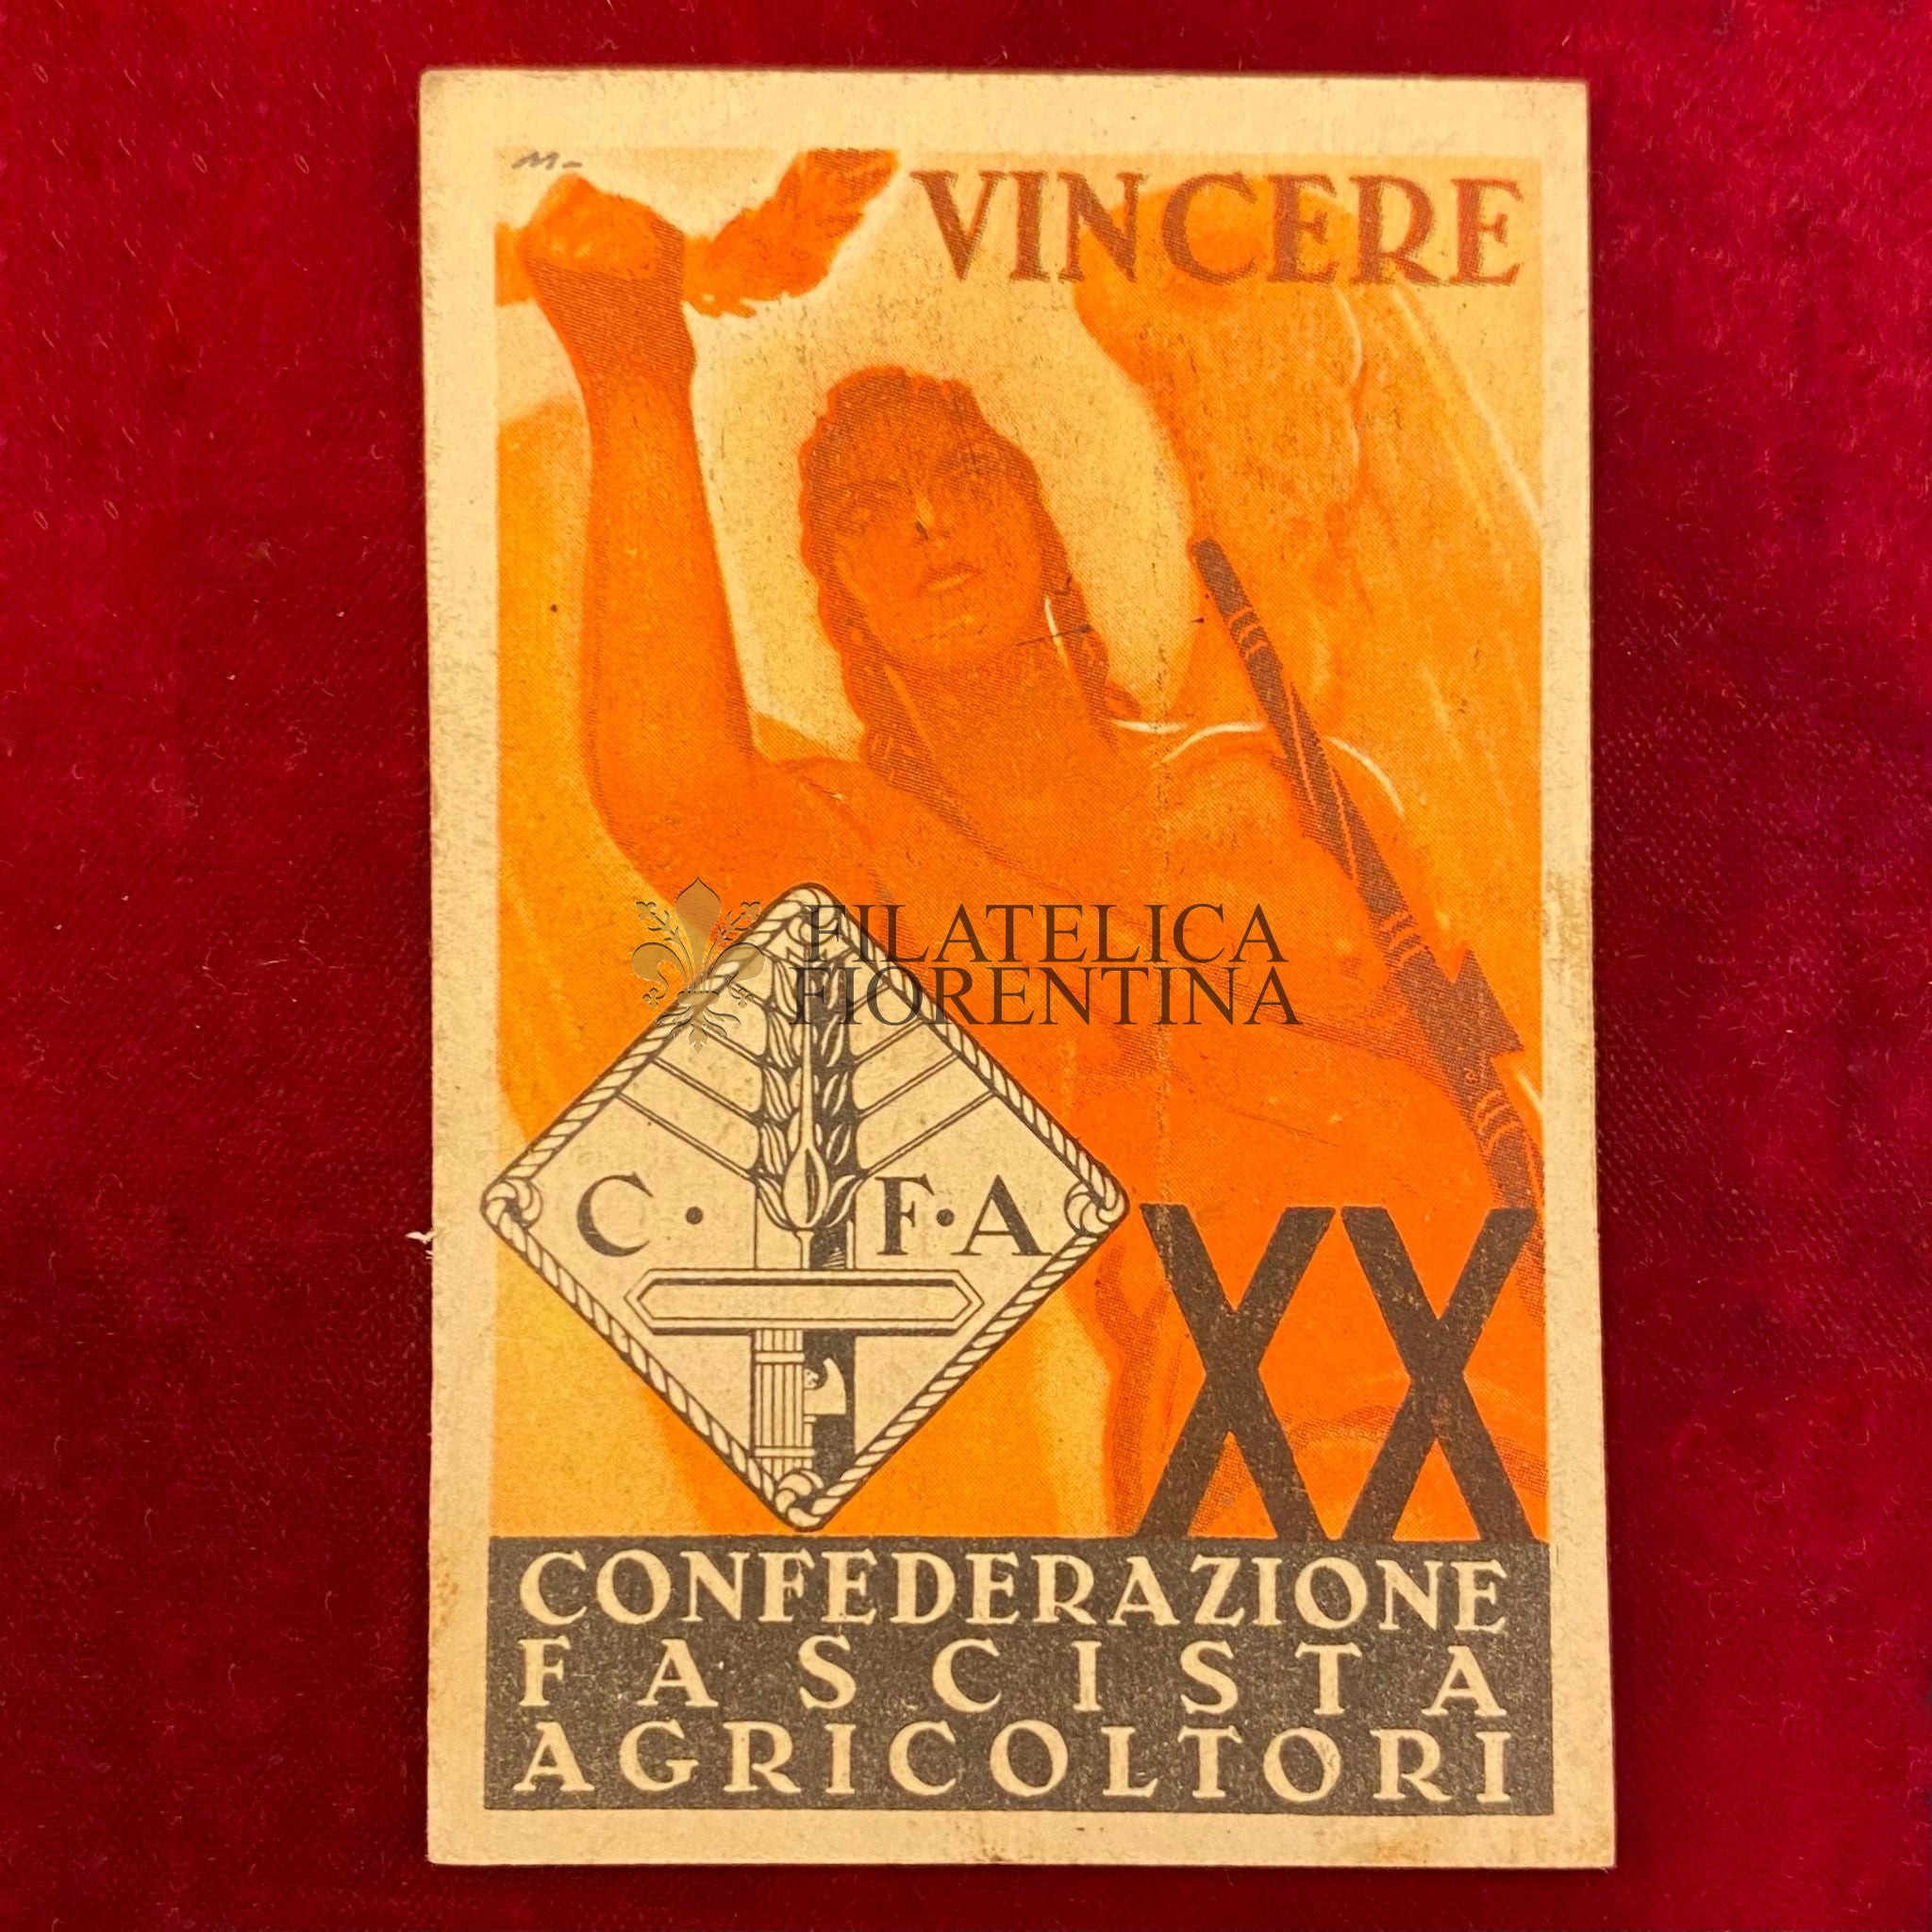 M-
VINCERE
FILATELICA
FIORENTINA
C · F · A
XX
CONFEDERAZIONE
FASCISTA
AGRICOLTORI